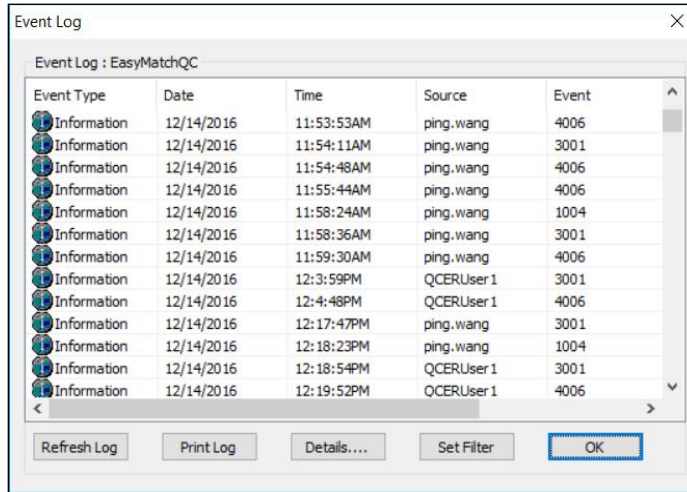 Event Log
Event Log : EasyMatchQC
Event Type Date Time Source Event
Information 12/14/2016 11:53:53AM ping.wang 4006
Information 12/14/2016 11:54:11AM ping.wang 3001
Information 12/14/2016 11:54:48AM ping.wang 4006
Information 12/14/2016 11:55:44AM ping.wang 4006
Information 12/14/2016 11:58:24AM ping.wang 1004
Information 12/14/2016 11:58:36AM ping.wang 3001
Information 12/14/2016 11:59:30AM ping.wang 4006
Information 12/14/2016 12:3:59PM QCERUser1 3001
Information 12/14/2016 12:4:48PM QCERUser1 4006
Information 12/14/2016 12:17:47PM ping.wang 3001
Information 12/14/2016 12:18:23PM ping.wang 1004
Information 12/14/2016 12:18:54PM QCERUser1 3001
Information 12/14/2016 12:19:52PM QCERUser1 4006
Refresh Log Print Log Details.... Set Filter OK